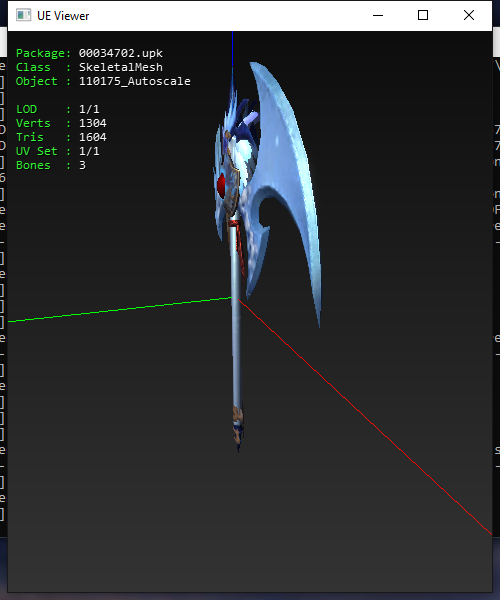 UE Viewer
Package: 00034702.upk
Class : SkeletalMesh
Object : 110175_Autoscale
LOD : 1/1
Verts : 1304
Tris : 1604
UV Set : 1/1
Bones : 3